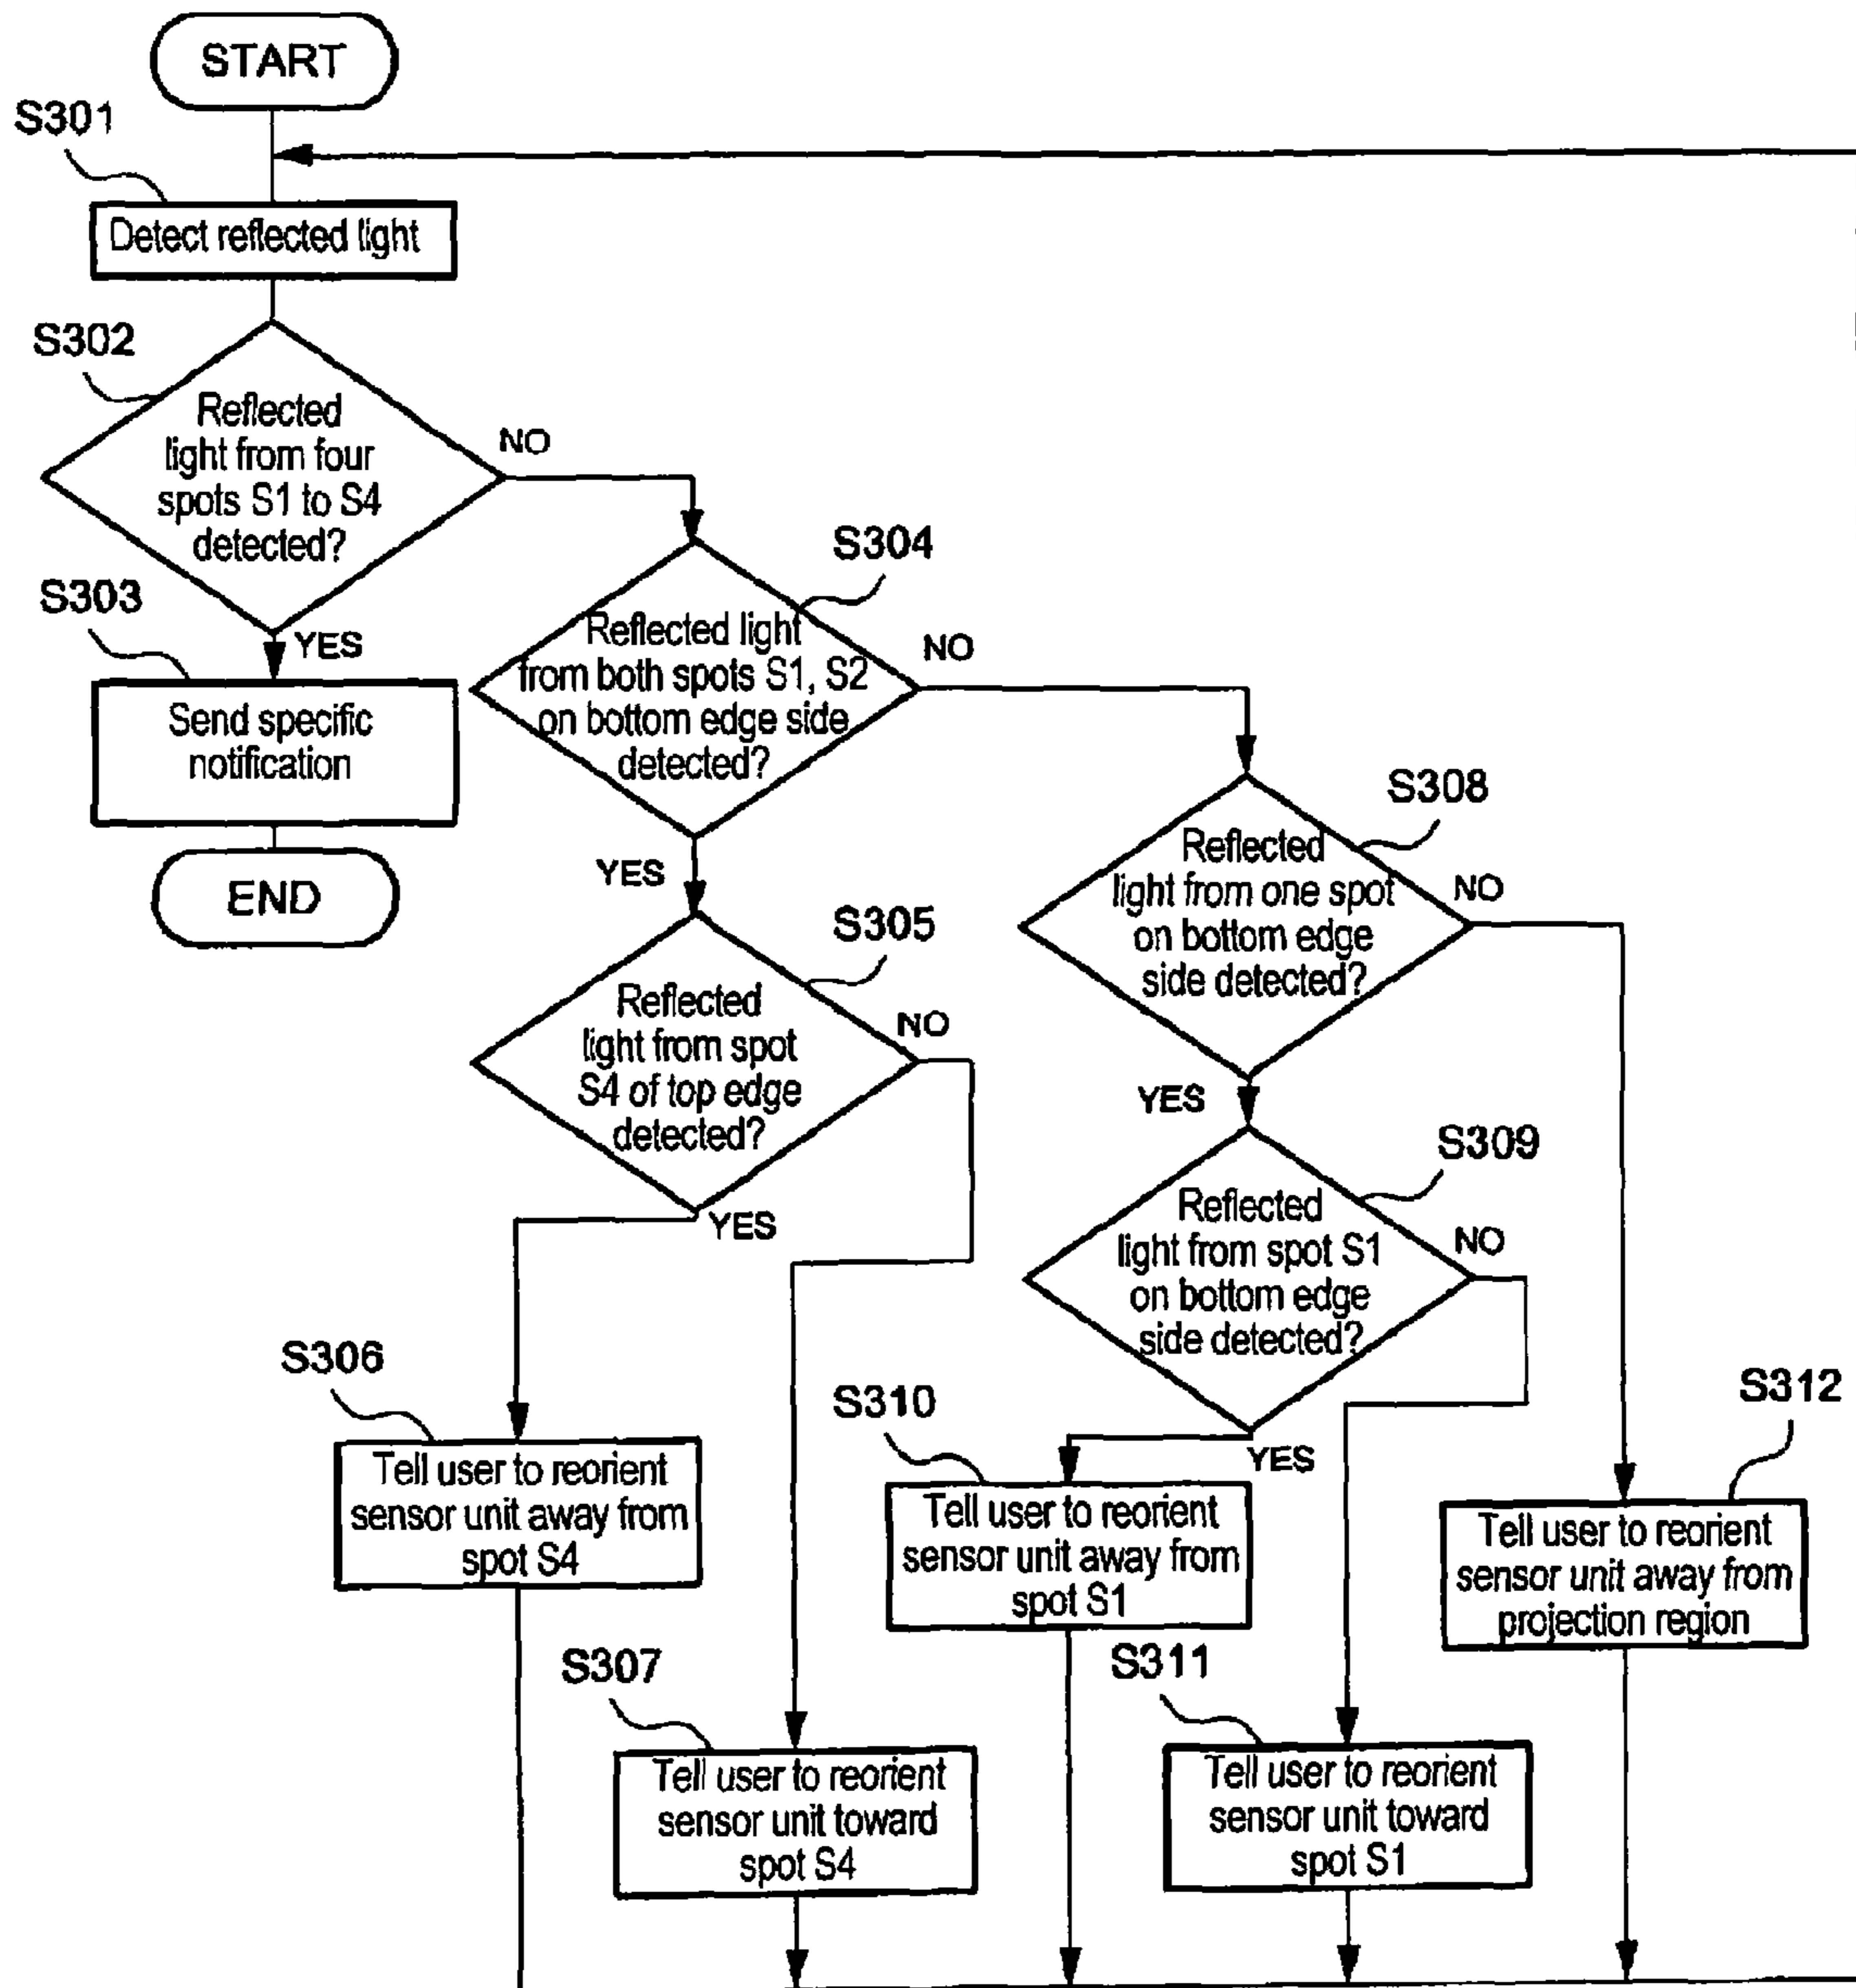 START
S301
Detect reflected light
S302
Reflected
light from four
spots S1 to S4
detected?
NO
YES
S303
Send specific
notification
END
S304
Reflected light
from both spots S1, S2
on bottom edge side
detected?
NO
YES
S305
Reflected
light from spot
S4 of top edge
detected?
NO
YES
S308
Reflected
light from one spot
on bottom edge
side detected?
NO
YES
S309
Reflected
light from spot S1
on bottom edge
side detected?
NO
YES
S306
Tell user to reorient
sensor unit away from
spot S4
S307
Tell user to reorient
sensor unit toward
spot S4
S310
Tell user to reorient
sensor unit away from
spot S1
S311
Tell user to reorient
sensor unit toward
spot S1
S312
Tell user to reorient
sensor unit away from
projection region